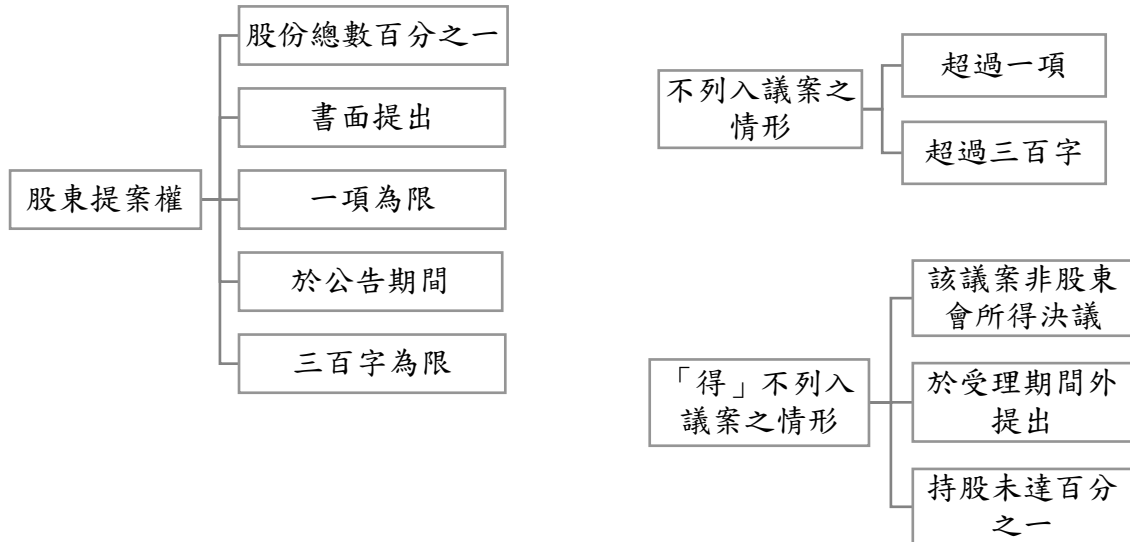 股東提案權
股份總數百分之一
書面提出
一項為限
於公告期間
三百字為限
不列入議案之
情形
超過一項
超過三百字
「得」不列入
議案之情形
該議案非股東
會所得決議
於受理期間外
提出
持股未達百分
之一